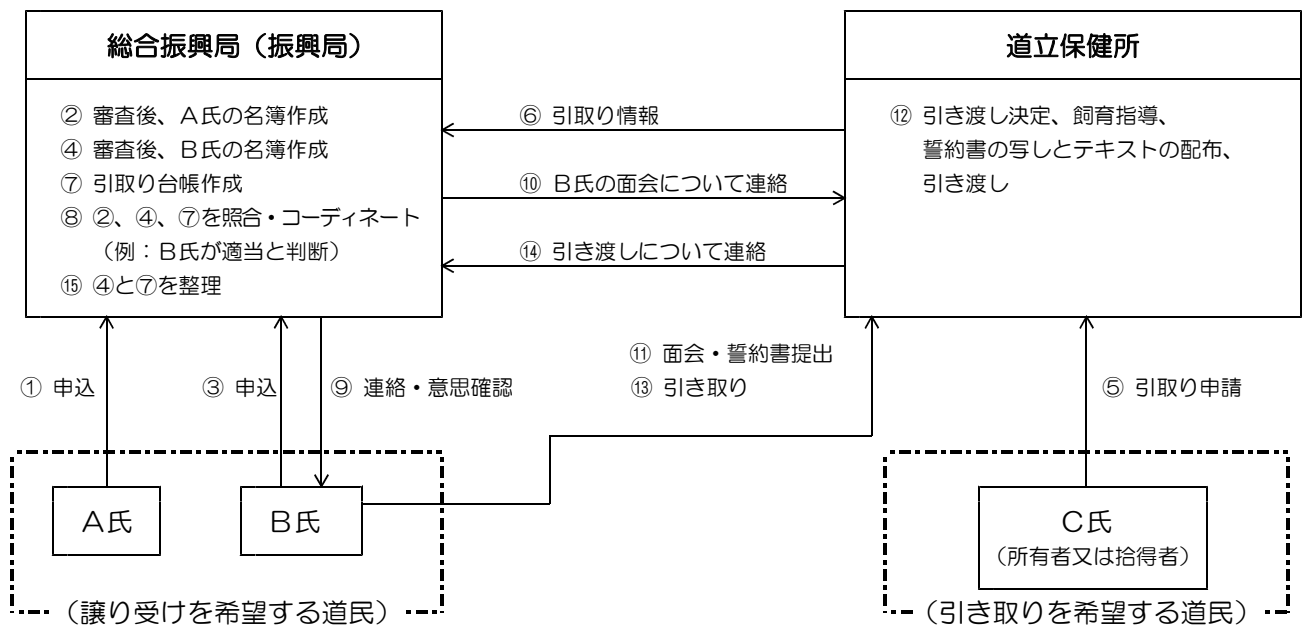 総合振興局（振興局）
② 審査後、Ａ氏の名簿作成
④ 審査後、Ｂ氏の名簿作成
⑦ 引取り台帳作成
⑧ ②、④、⑦を照合・コーディネート
（例：Ｂ氏が適当と判断）
⑮ ④と⑦を整理
⑥ 引取り情報
⑩ Ｂ氏の面会について連絡
⑭ 引き渡しについて連絡
道立保健所
⑫ 引き渡し決定、飼育指導、
誓約書の写しとテキストの配布、
引き渡し
① 申込
③ 申込
⑨ 連絡・意思確認
⑪ 面会・誓約書提出
⑬ 引き取り
⑤ 引取り申請
Ａ氏
Ｂ氏
Ｃ氏
（所有者又は拾得者）
（譲り受けを希望する道民）
（引き取りを希望する道民）